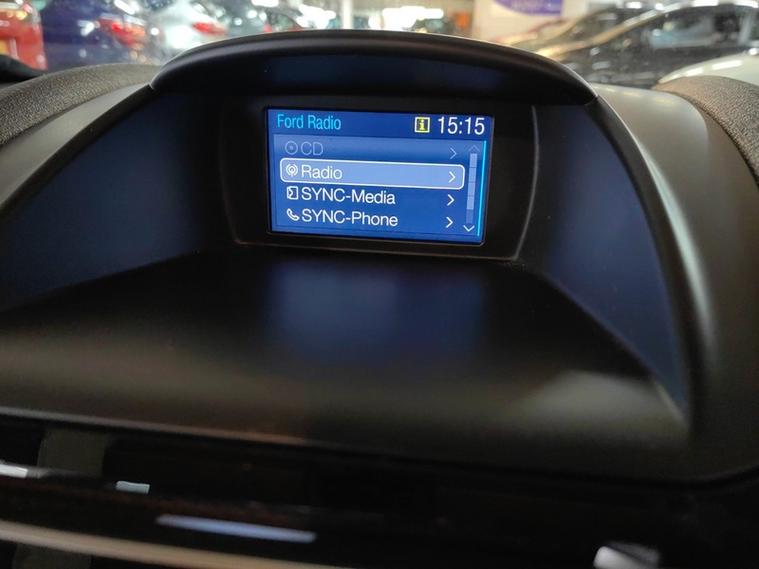 Ford Radio i 15:15
CD
Radio
SYNC-Media
SYNC-Phone